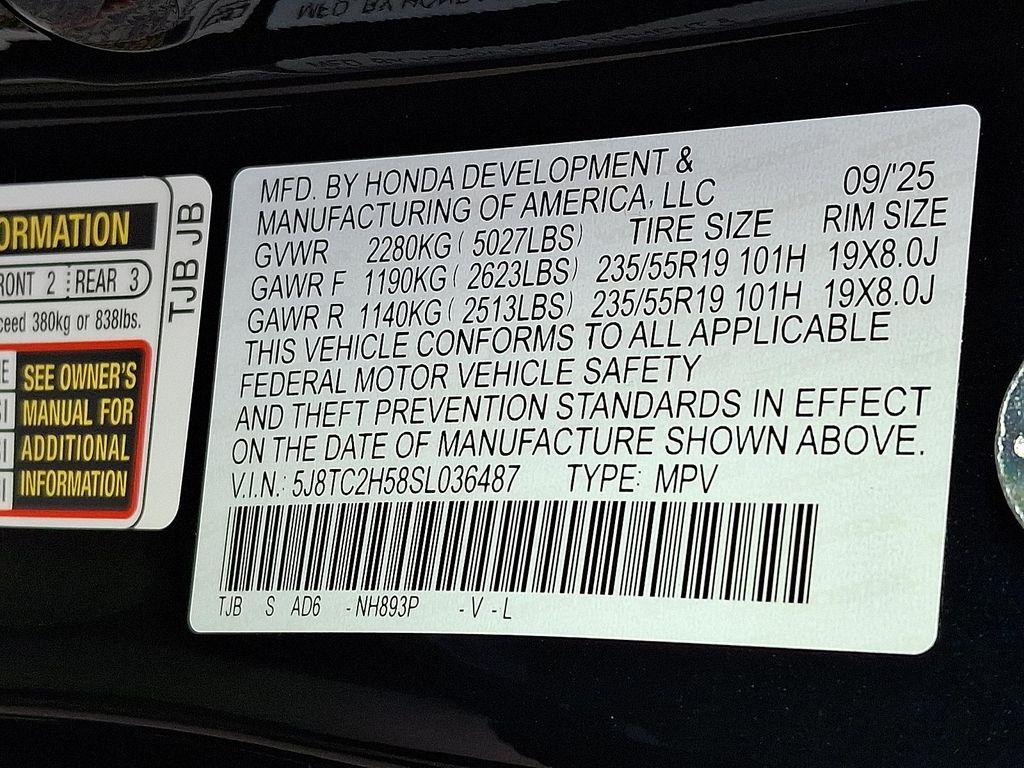 ORMATION
RONT 2 REAR 3
ceed 380kg or 838lbs.
SEE OWNER'S
MANUAL FOR
ADDITIONAL
INFORMATION
TJB JB
MFD. BY HONDA DEVELOPMENT &
MANUFACTURING OF AMERICA, LLC 09/'25
GVWR 2280KG ( 5027LBS) TIRE SIZE RIM SIZE
GAWR F 1190KG ( 2623LBS) 235/55R19 101H 19X8.0J
GAWR R 1140KG ( 2513LBS) 235/55R19 101H 19X8.0J
THIS VEHICLE CONFORMS TO ALL APPLICABLE
FEDERAL MOTOR VEHICLE SAFETY
AND THEFT PREVENTION STANDARDS IN EFFECT
ON THE DATE OF MANUFACTURE SHOWN ABOVE.
V.I.N.: 5J8TC2H58SL036487 TYPE: MPV
TJB S AD6 -NH893P -V-L